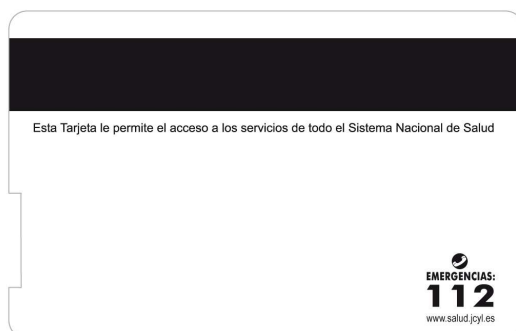 Esta Tarjeta le permite el acceso a los servicios de todo el Sistema Nacional de Salud
EMERGENCIAS:
112
www.salud.jcyl.es